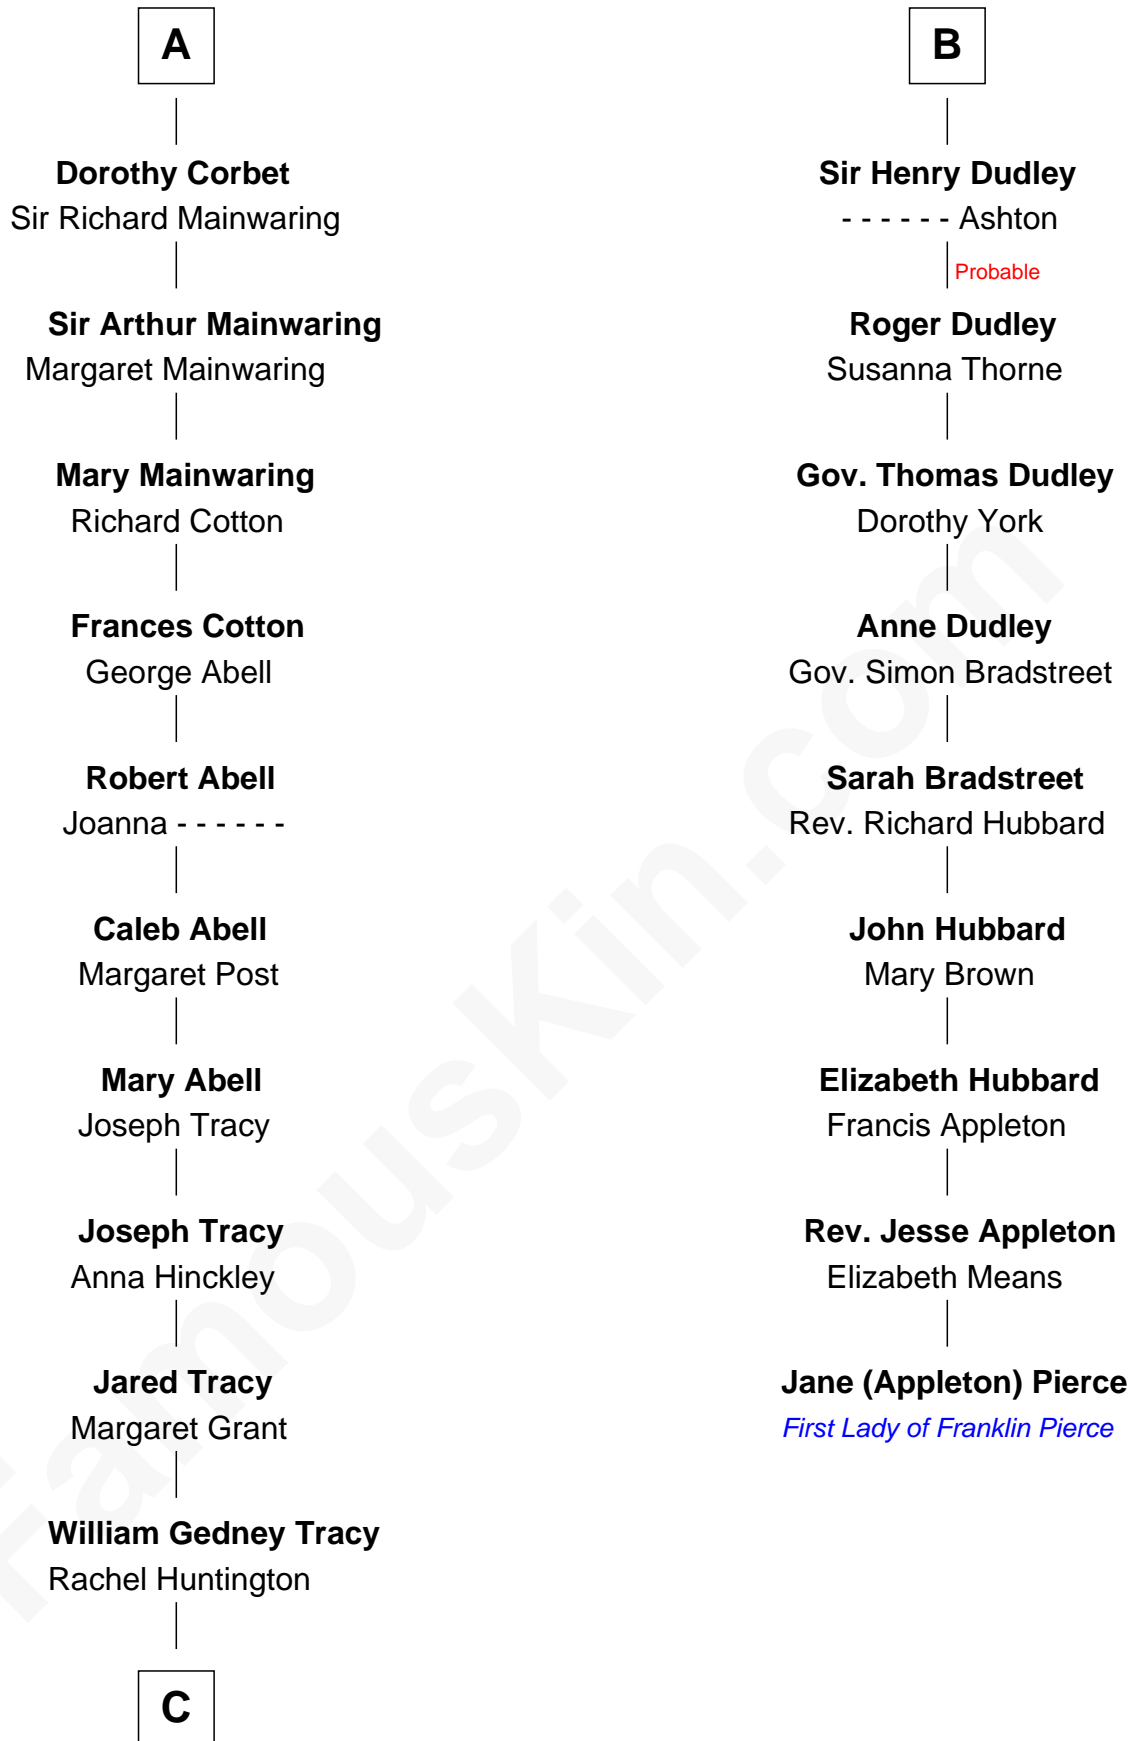 A
Dorothy Corbet
Sir Richard Mainwaring
Sir Arthur Mainwaring
Margaret Mainwaring
Mary Mainwaring
Richard Cotton
Frances Cotton
George Abell
Robert Abell
Joanna - - - - - -
Caleb Abell
Margaret Post
Mary Abell
Joseph Tracy
Joseph Tracy
Anna Hinckley
Jared Tracy
Margaret Grant
William Gedney Tracy
Rachel Huntington
C
B
Sir Henry Dudley
- - - - - - Ashton
Probable
Roger Dudley
Susanna Thorne
Gov. Thomas Dudley
Dorothy York
Anne Dudley
Gov. Simon Bradstreet
Sarah Bradstreet
Rev. Richard Hubbard
John Hubbard
Mary Brown
Elizabeth Hubbard
Francis Appleton
Rev. Jesse Appleton
Elizabeth Means
Jane (Appleton) Pierce
First Lady of Franklin Pierce
FamousKin.com